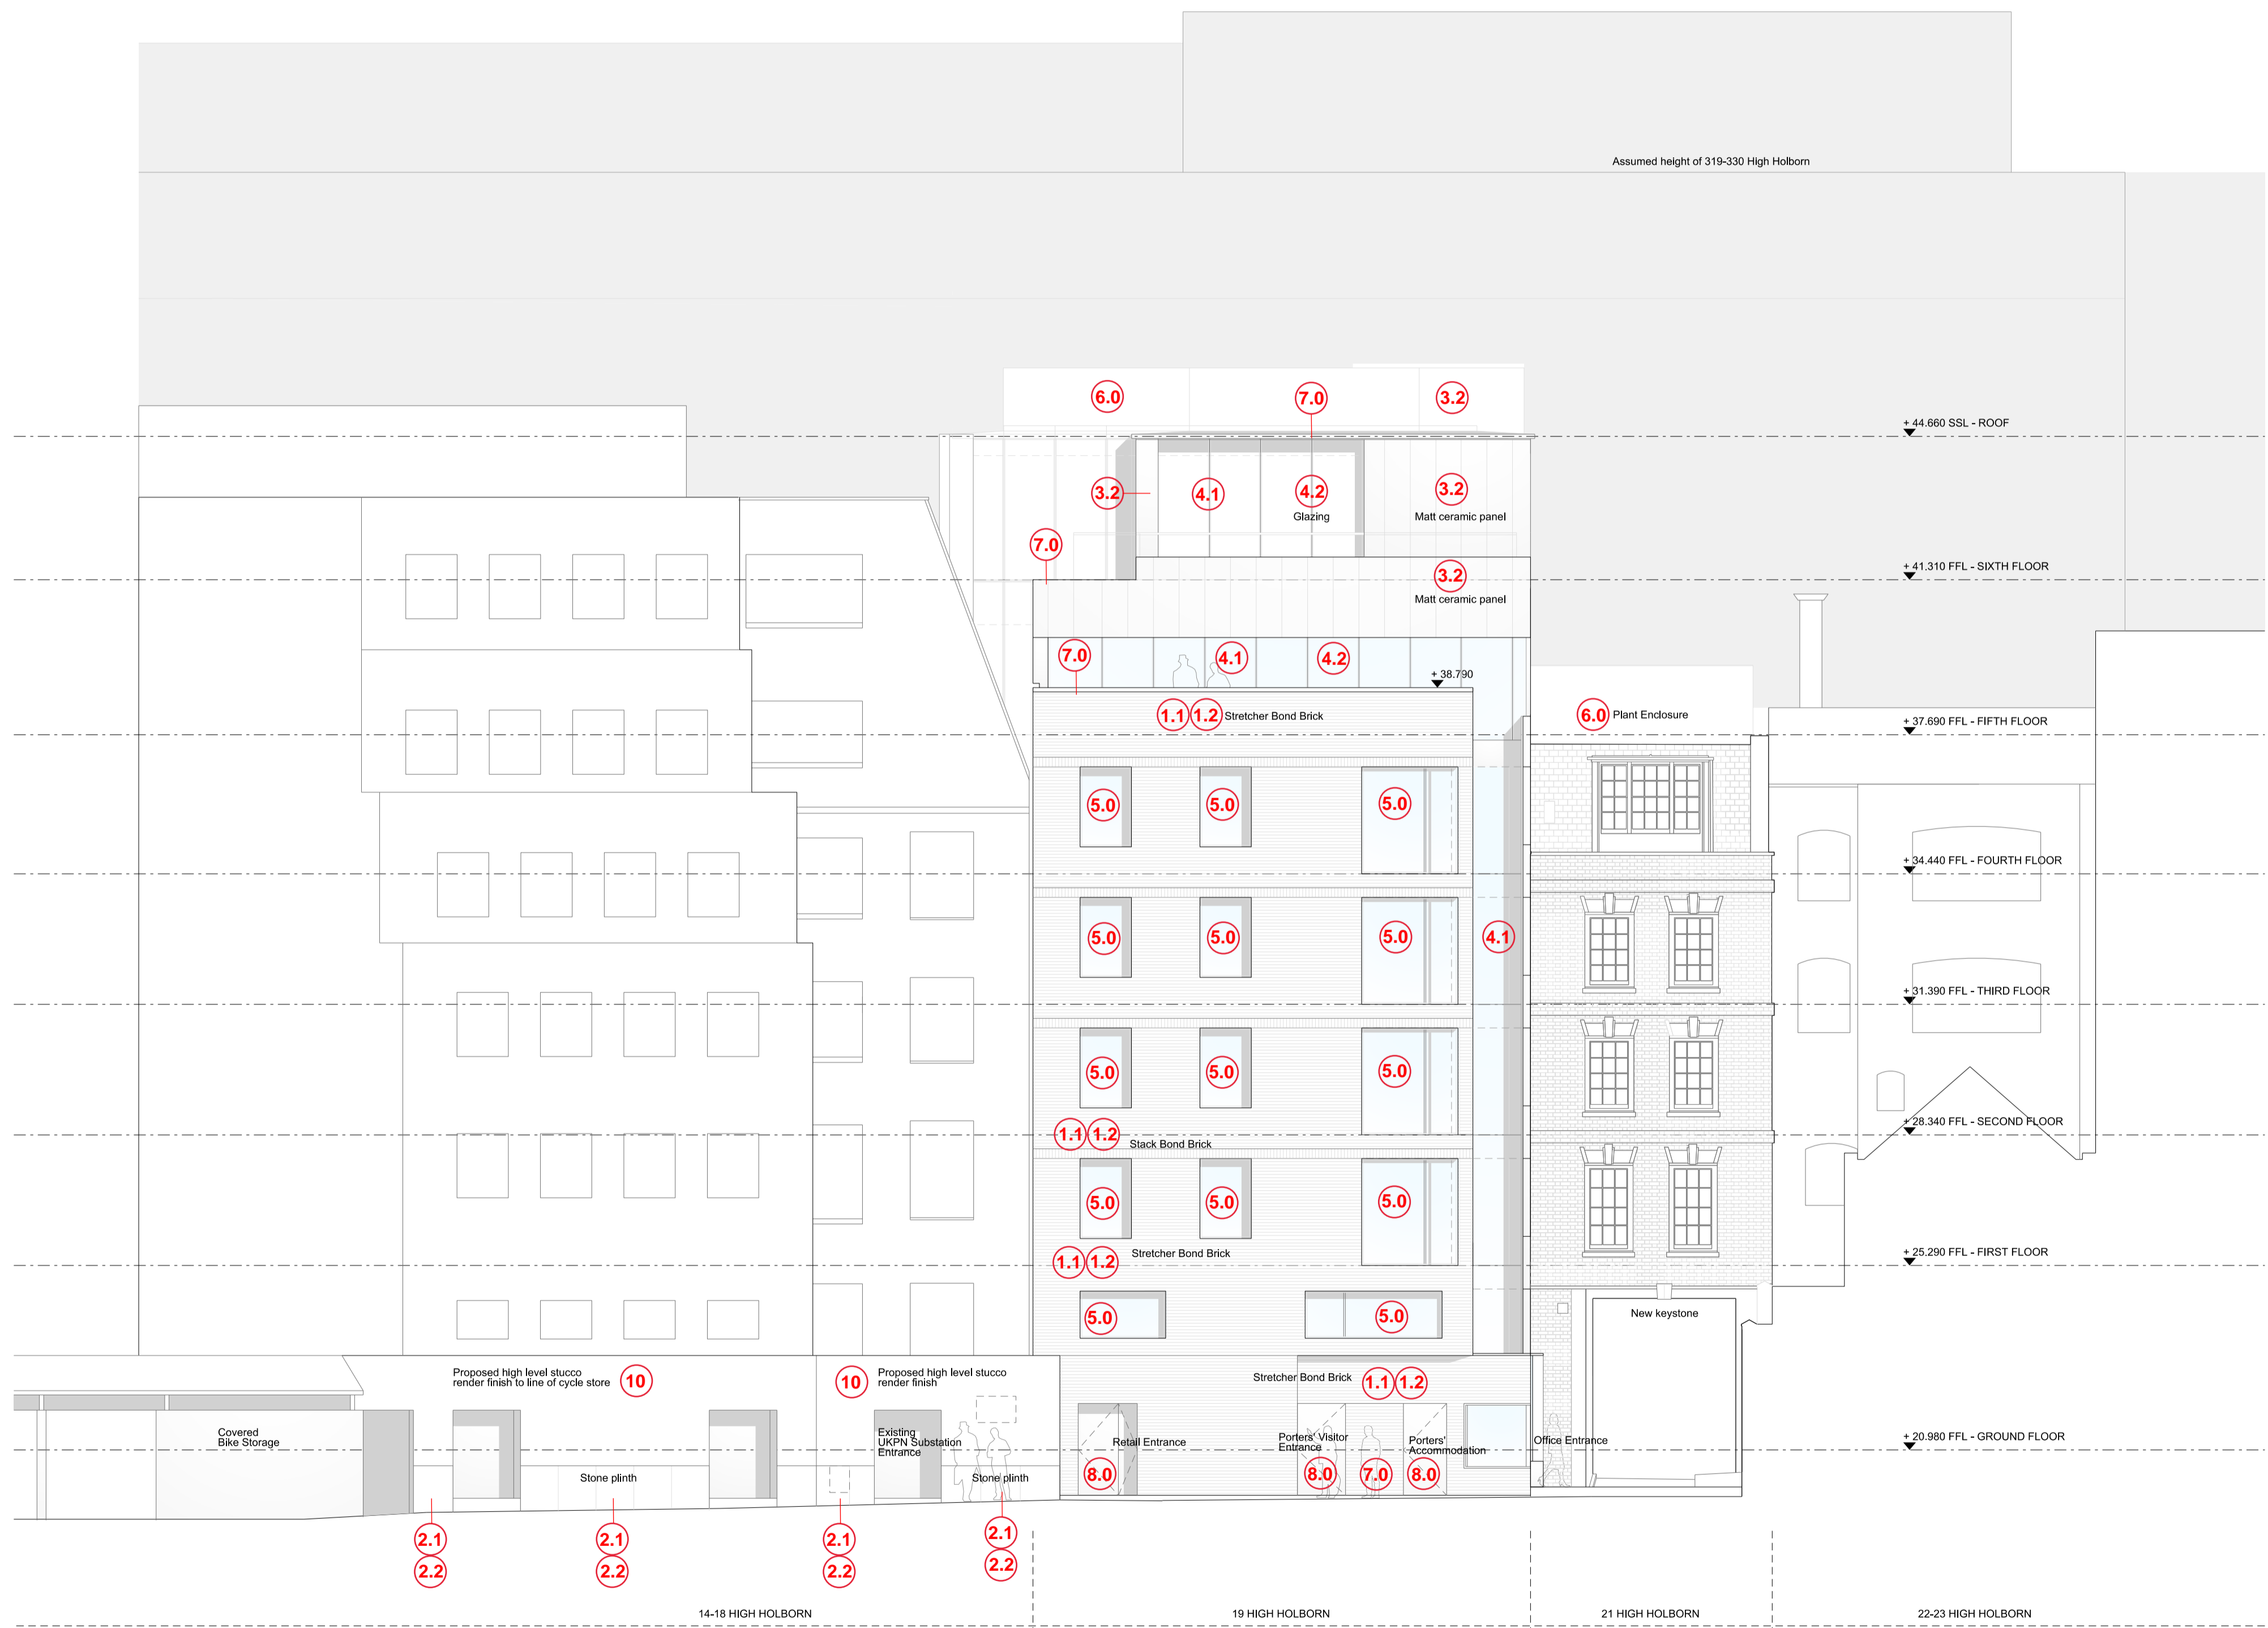 Assumed height of 319-330 High Holborn
6.0
7.0
3.2
+ 44.660 SSL - ROOF
3.2
4.1
4.2
3.2
Glazing
Matt ceramic panel
7.0
+ 41.310 FFL - SIXTH FLOOR
3.2
Matt ceramic panel
7.0
4.1
4.2
+ 38.790
1.1
1.2
Stretcher Bond Brick
6.0
Plant Enclosure
+ 37.690 FFL - FIFTH FLOOR
5.0
5.0
5.0
+ 34.440 FFL - FOURTH FLOOR
5.0
5.0
5.0
4.1
+ 31.390 FFL - THIRD FLOOR
5.0
5.0
5.0
1.1
1.2
Stack Bond Brick
+ 28.340 FFL - SECOND FLOOR
5.0
5.0
5.0
1.1
1.2
Stretcher Bond Brick
+ 25.290 FFL - FIRST FLOOR
5.0
5.0
New keystone
Proposed high level stucco
render finish to line of cycle store
10
10
Proposed high level stucco
render finish
Stretcher Bond Brick
1.1
1.2
Covered
Bike Storage
Existing
UKPN Substation
Entrance
Retail Entrance
Porters' Visitor
Entrance
Porters'
Accommodation
Office Entrance
+ 20.980 FFL - GROUND FLOOR
Stone plinth
Stone plinth
8.0
8.0
7.0
8.0
2.1
2.2
2.1
2.2
2.1
2.2
2.1
2.2
14-18 HIGH HOLBORN
19 HIGH HOLBORN
21 HIGH HOLBORN
22-23 HIGH HOLBORN